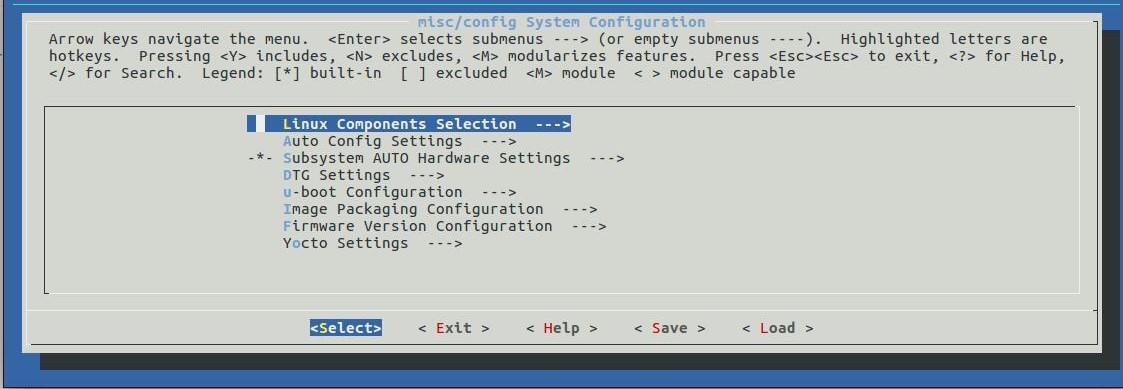 misc/config System Configuration
Arrow keys navigate the menu.  <Enter> selects submenus ---> (or empty submenus ----).  Highlighted letters are
hotkeys.  Pressing <Y> includes, <N> excludes, <M> modularizes features.  Press <Esc><Esc> to exit, <?> for Help,
</> for Search.  Legend: [*] built-in  [ ] excluded  <M> module  < > module capable
Linux Components Selection  --->
Auto Config Settings  --->
-*- Subsystem AUTO Hardware Settings  --->
DTG Settings  --->
u-boot Configuration  --->
Image Packaging Configuration  --->
Firmware Version Configuration  --->
Yocto Settings  --->
<Select>    < Exit >    < Help >    < Save >    < Load >